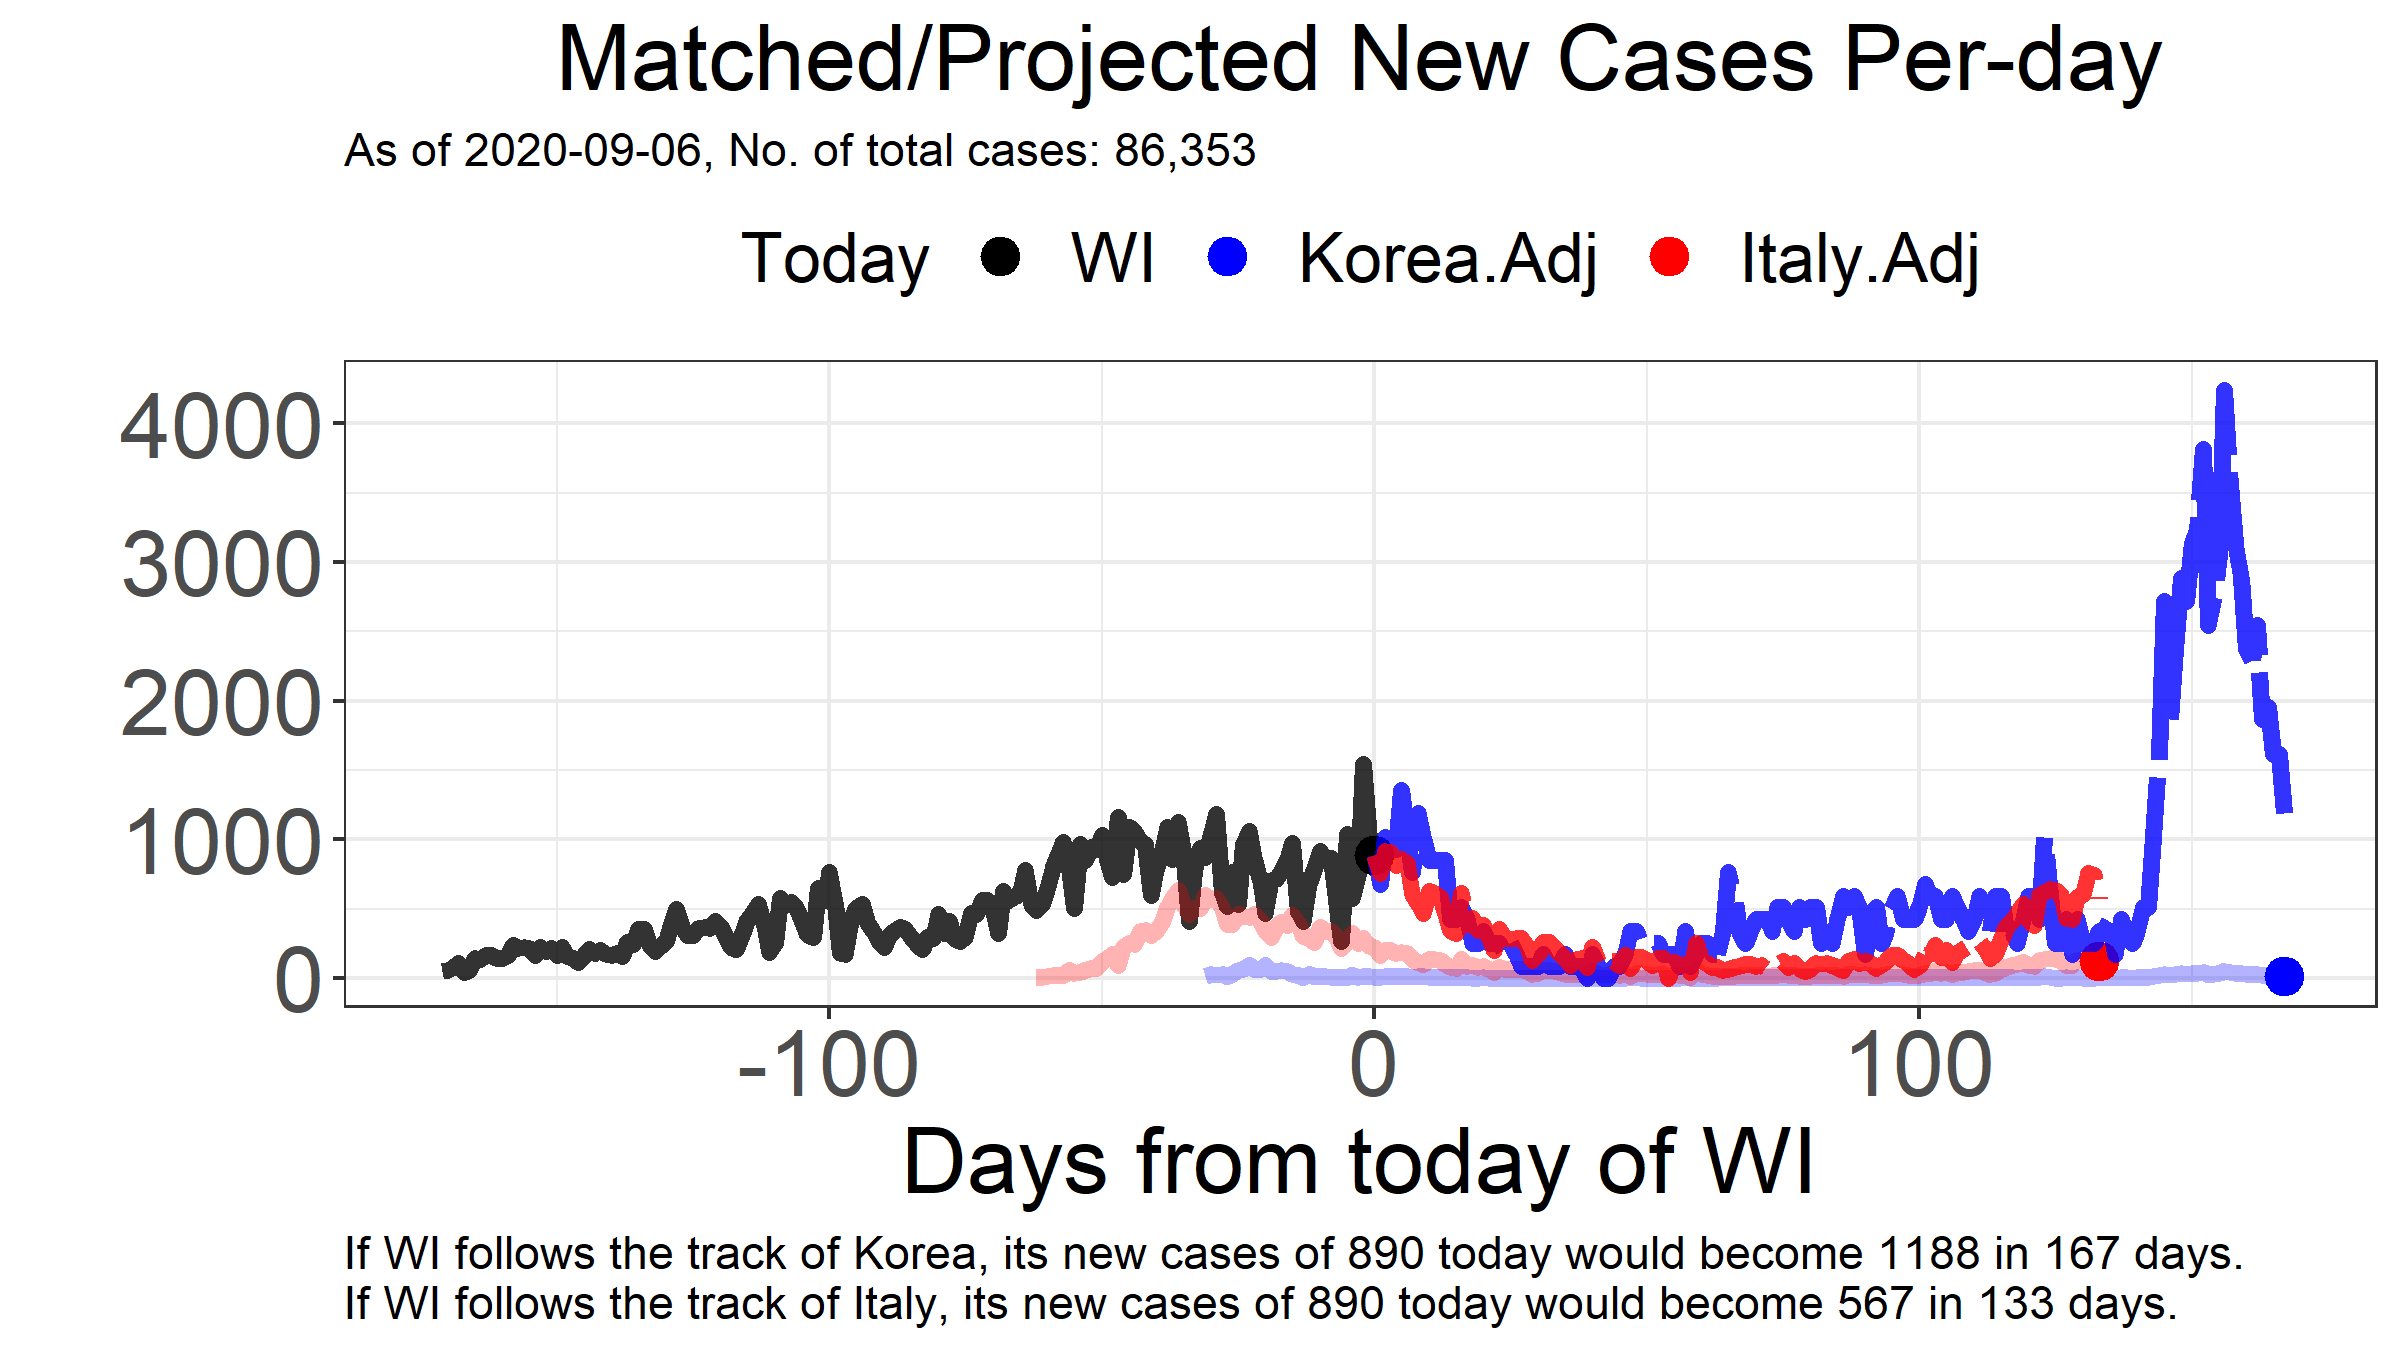 Matched/Projected New Cases Per-day
As of 2020-09-06, No. of total cases: 86,353
Today WI Korea.Adj Italy.Adj
4000
3000
2000
1000
0
-100 0 100
Days from today of WI
If WI follows the track of Korea, its new cases of 890 today would become 1188 in 167 days.
If WI follows the track of Italy, its new cases of 890 today would become 567 in 133 days.